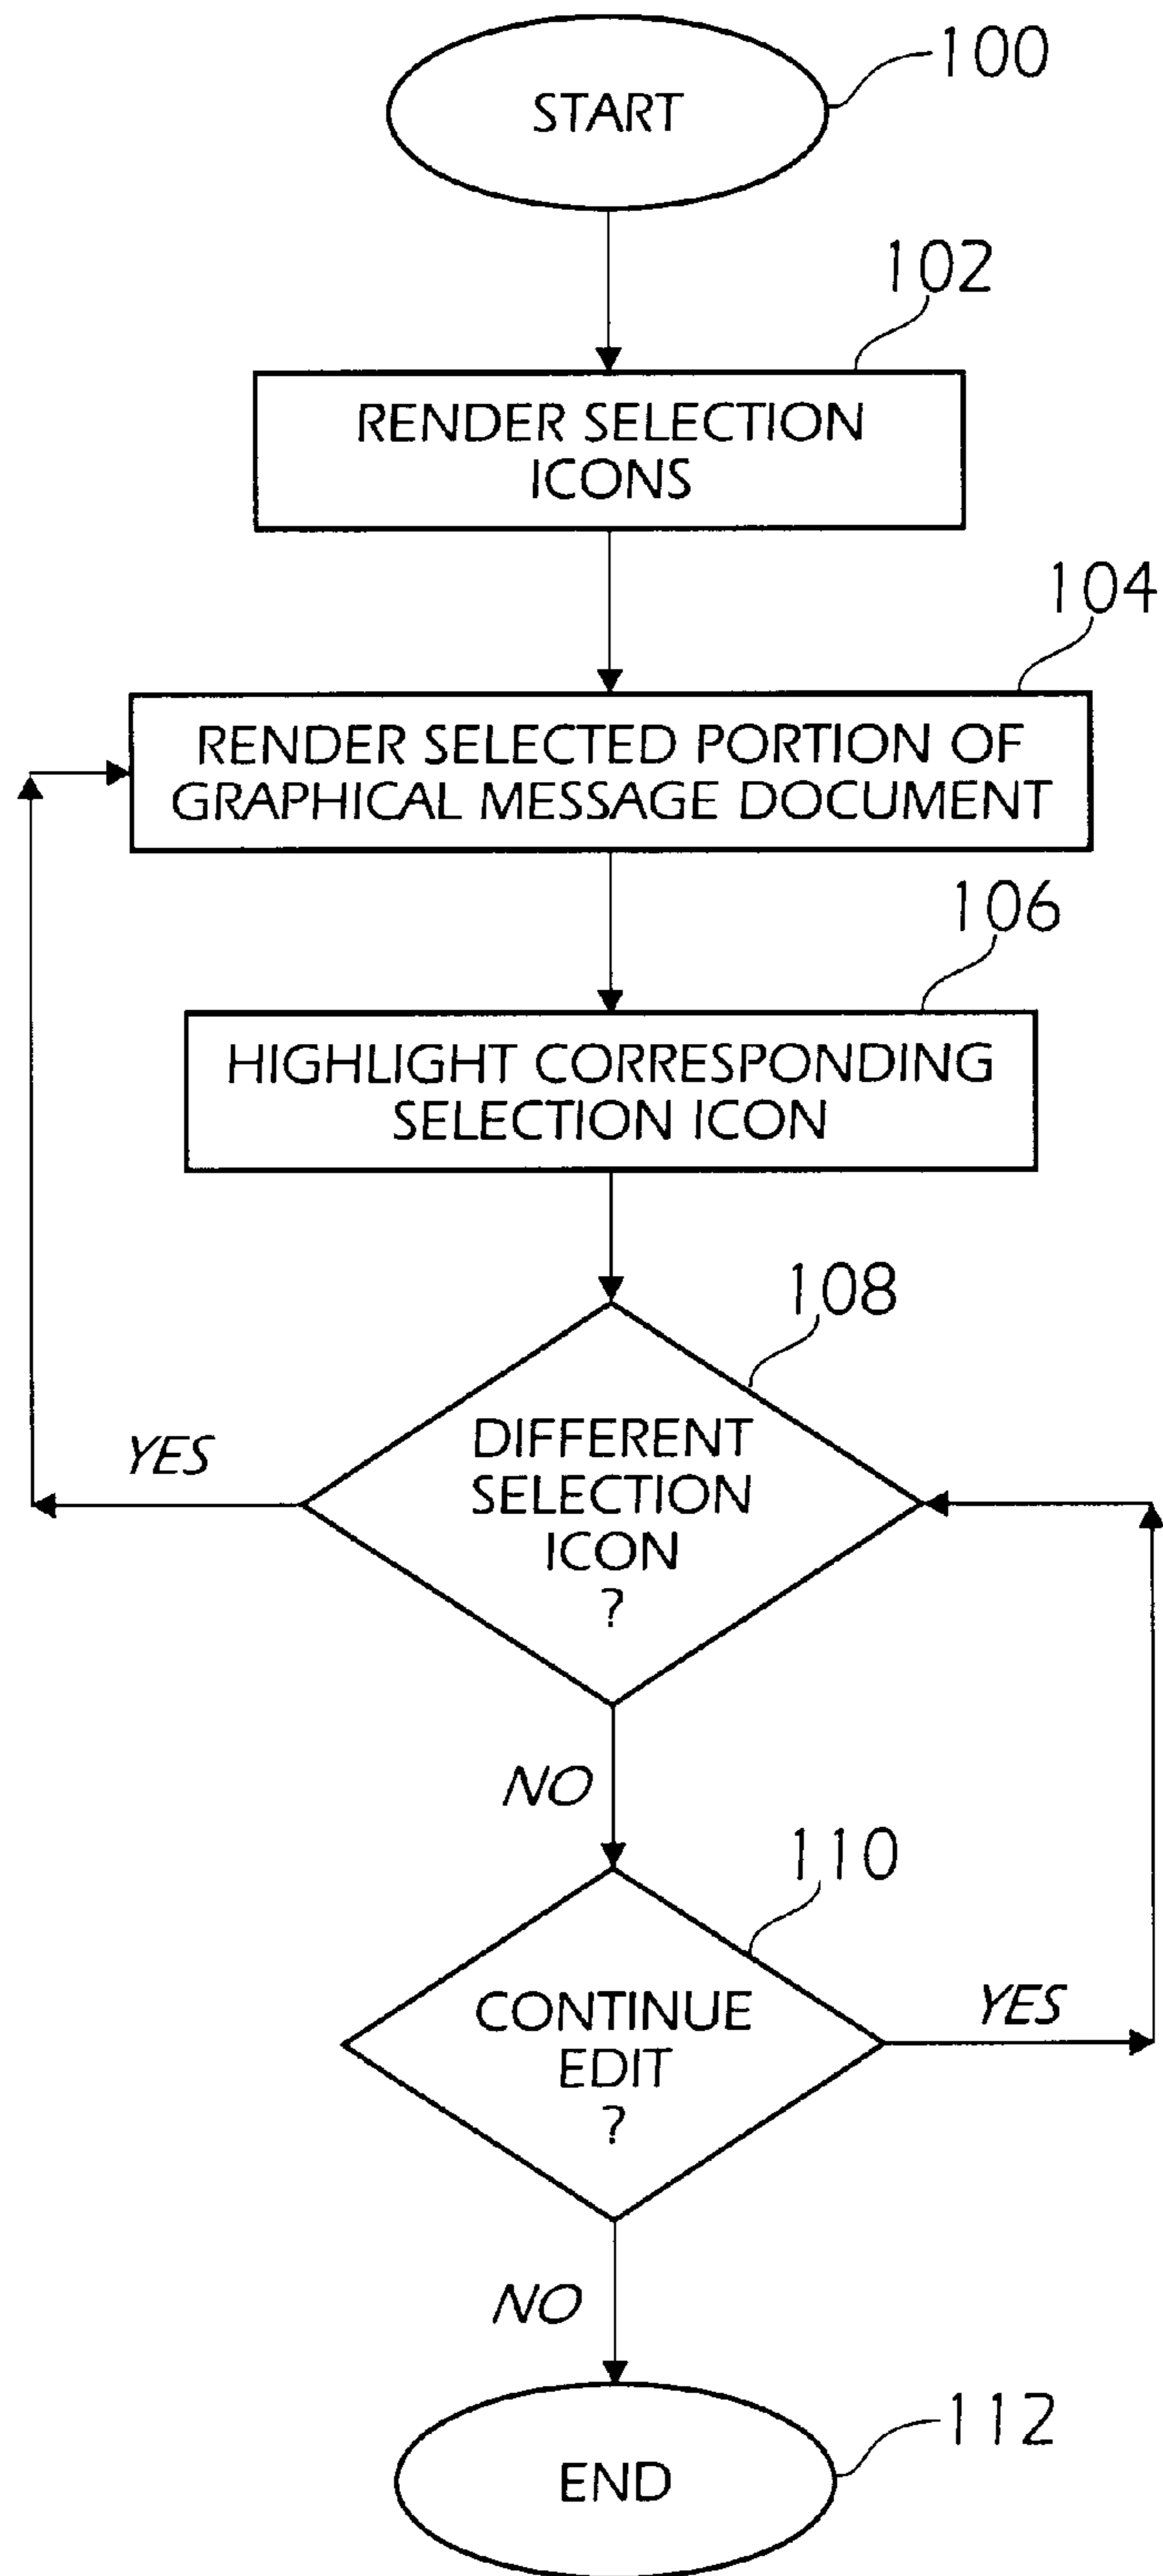 100
START
102
RENDER SELECTION
ICONS
104
RENDER SELECTED PORTION OF
GRAPHICAL MESSAGE DOCUMENT
106
HIGHLIGHT CORRESPONDING
SELECTION ICON
108
DIFFERENT
SELECTION
ICON
?
YES
NO
110
CONTINUE
EDIT
?
YES
NO
112
END